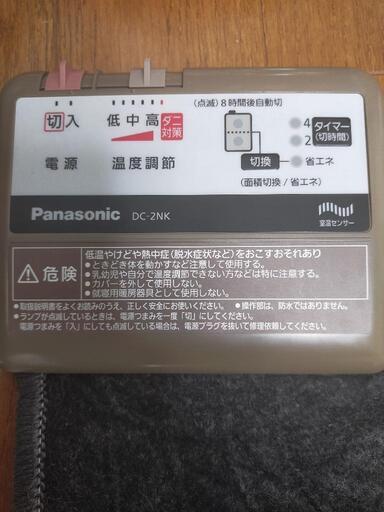 (点滅)8時間後自動切
切 入
低 中 高 ダニ対策
電源 温度調節
4
2
タイマー(切時間)
切換
省エネ
(面積切換/省エネ)
Panasonic DC-2NK
室温センサー
危険
低温やけどや熱中症(脱水症状など)をおこすおそれあり
●ときどき体を動かすなど注意して使用する。
●乳幼児や自分で温度調節できない方などは特に注意する。
●カバーを外して使用しない。
●就寝用暖房器具として使用しない。
●取扱説明書をよくお読みのうえ、正しく安全にお使いください。 ●操作部は、防水ではありません。
●ランプが点滅しているときは、電源つまみを一度「切」にしてください。
電源つまみを「入」にしても点滅している場合は、電源プラグを抜いて修理依頼してください。